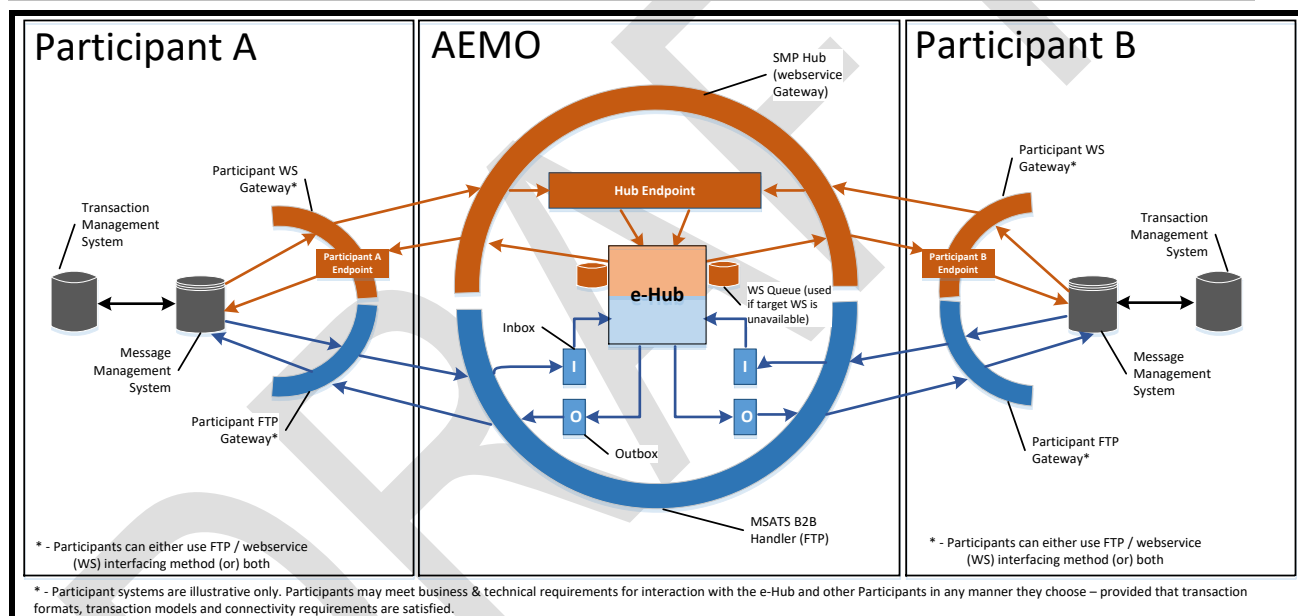 Participant A
AEMO
Participant B
SMP Hub
(webservice
Gateway)
Participant WS
Gateway*
Participant WS
Gateway*
Hub Endpoint
Transaction
Management
System
Transaction
Management
System
Participant A
Endpoint
Participant B
Endpoint
e-Hub
WS Queue (used
if target WS is
unavailable)
Inbox
I
I
Message
Management
System
Message
Management
System
O
O
Participant FTP
Gateway*
Outbox
Participant FTP
Gateway*
MSATS B2B
Handler (FTP)
* - Participants can either use FTP / webservice
(WS) interfacing method (or) both
* - Participants can either use FTP / webservice
(WS) interfacing method (or) both
* - Participant systems are illustrative only. Participants may meet business & technical requirements for interaction with the e-Hub and other Participants in any manner they choose – provided that transaction
formats, transaction models and connectivity requirements are satisfied.
DRAFT